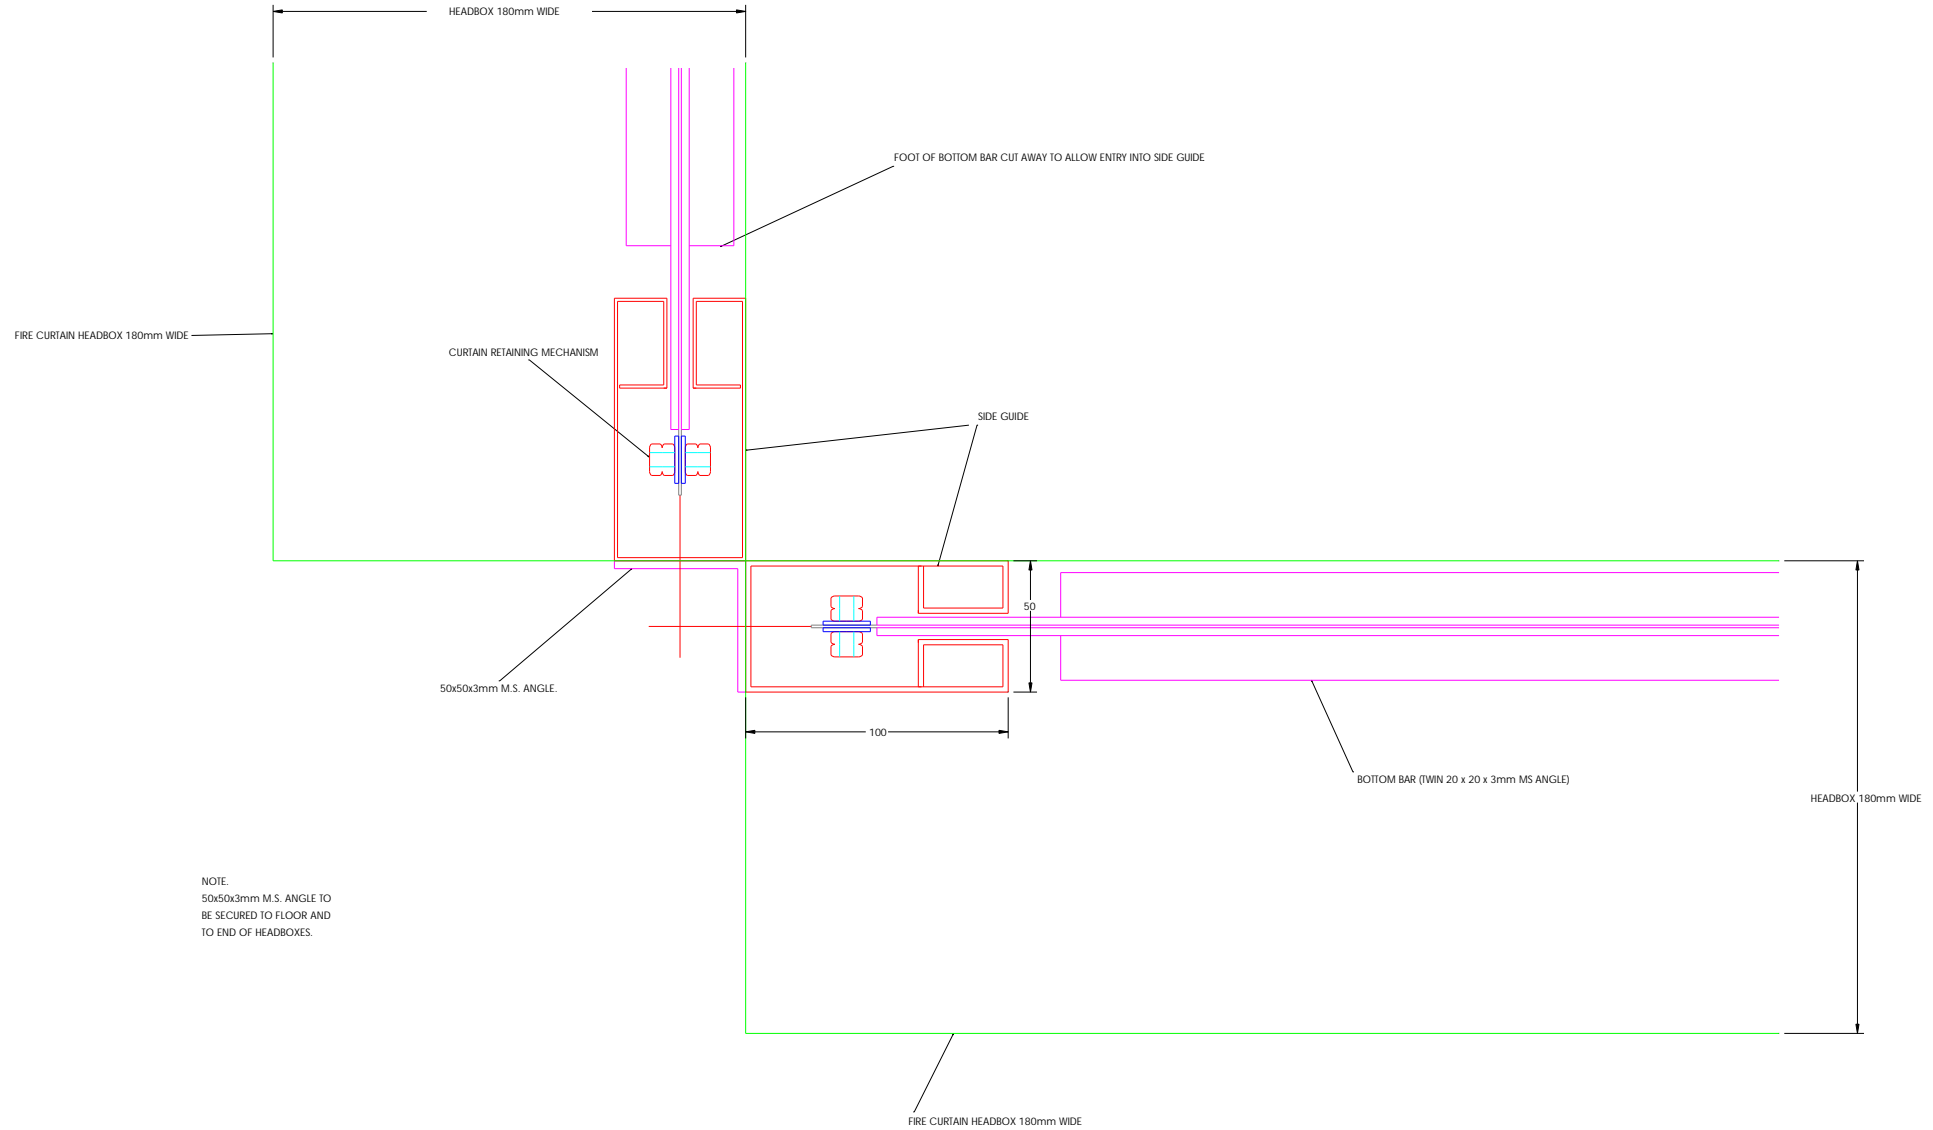 HEADBOX 180mm WIDE
FOOT OF BOTTOM BAR CUT AWAY TO ALLOW ENTRY INTO SIDE GUIDE
FIRE CURTAIN HEADBOX 180mm WIDE
CURTAIN RETAINING MECHANISM
SIDE GUIDE
50
50x50x3mm M.S. ANGLE.
100
BOTTOM BAR (TWIN 20 x 20 x 3mm MS ANGLE)
HEADBOX 180mm WIDE
NOTE.
50x50x3mm M.S. ANGLE TO
BE SECURED TO FLOOR AND
TO END OF HEADBOXES.
FIRE CURTAIN HEADBOX 180mm WIDE